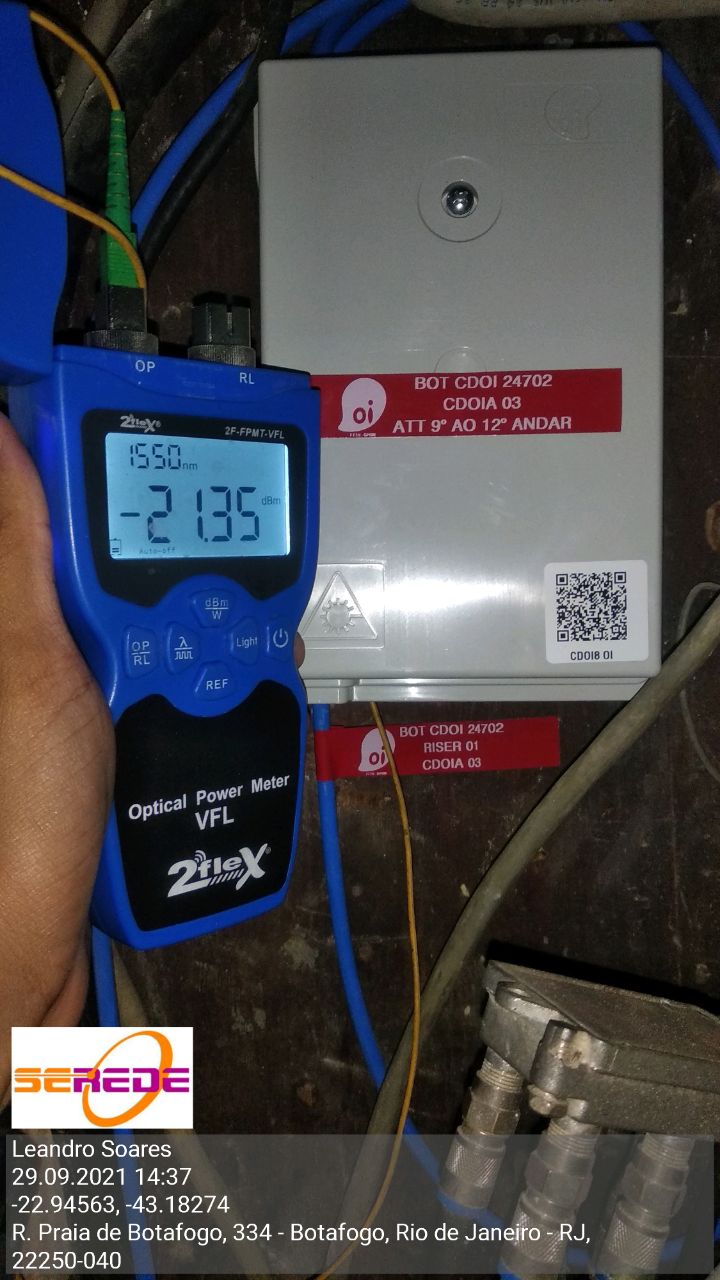 OP
RL
2fleX®
2F-FPMT-VFL
1550nm
-21.35 dBm
Auto-off
dBm
W
OP
RL
λ
Light
REF
Optical Power Meter
VFL
2fleX®
oi
BOT CDOI 24702
CDOIA 03
ATT 9º AO 12º ANDAR
CDOI8 OI
oi
BOT CDOI 24702
RISER 01
CDOIA 03
SEREDE
Leandro Soares
29.09.2021 14:37
-22.94563, -43.18274
R. Praia de Botafogo, 334 - Botafogo, Rio de Janeiro - RJ,
22250-040